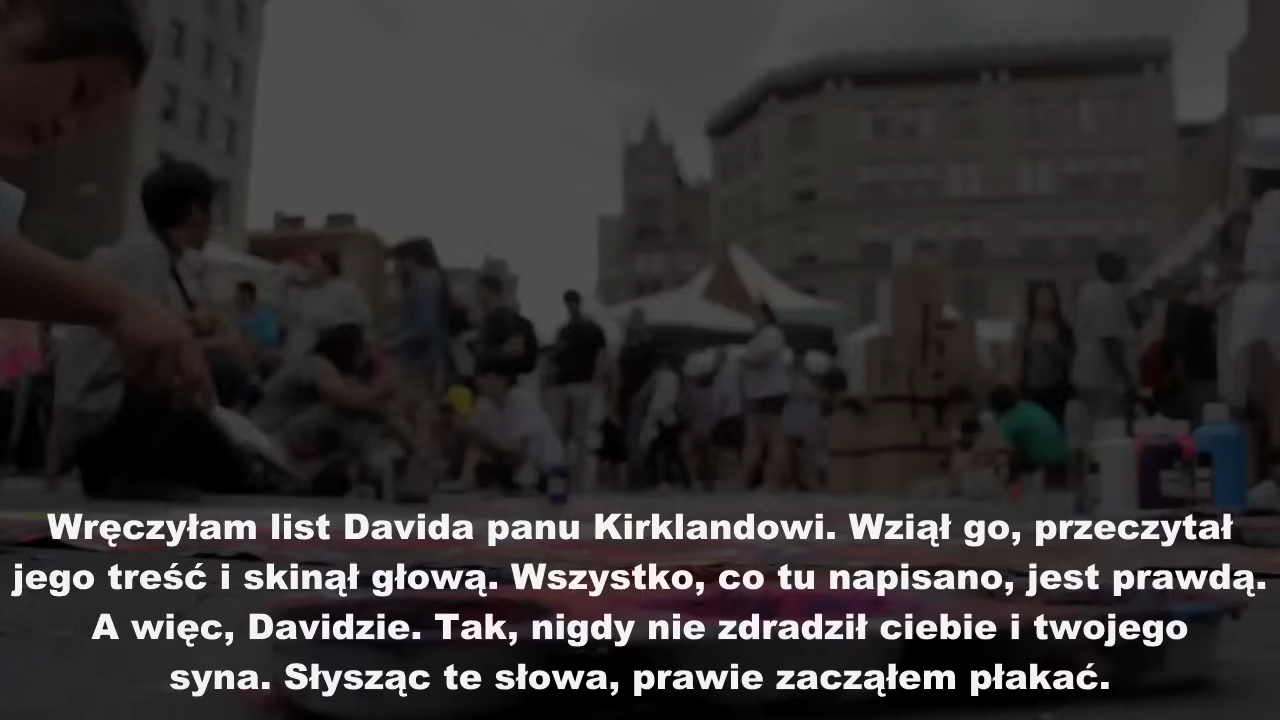 Wręczyłam list Davida panu Kirklandowi. Wziął go, przeczytał
jego treść i skinął głową. Wszystko, co tu napisano, jest prawdą.
A więc, Davidzie. Tak, nigdy nie zdradził ciebie i twojego
syna. Słysząc te słowa, prawie zacząłem płakać.